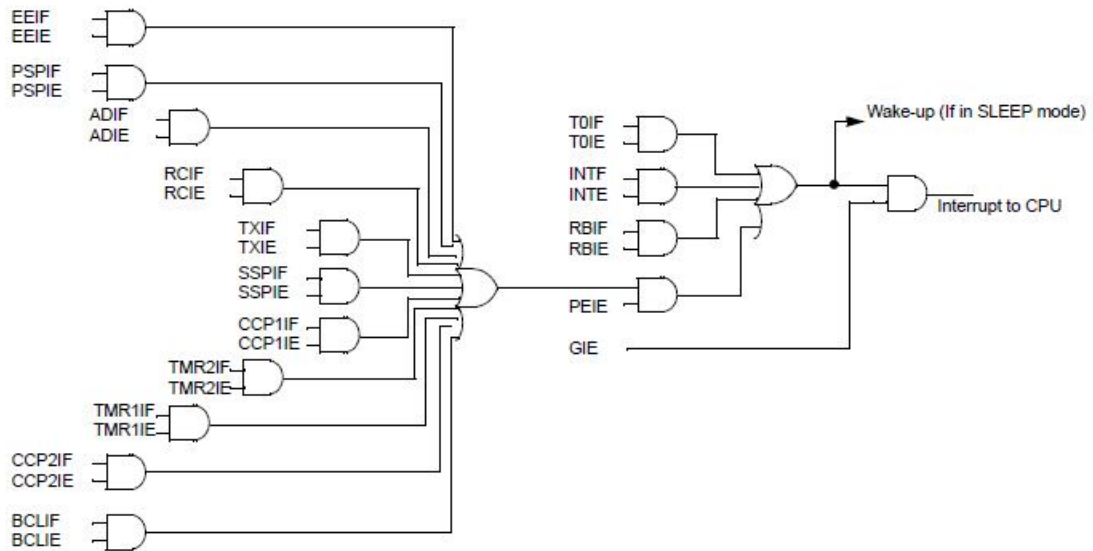 EEIF
EEIE
PSPIF
PSPIE
ADIF
ADIE
RCIF
RCIE
TXIF
TXIE
SSPIF
SSPIE
CCP1IF
CCP1IE
TMR2IF
TMR2IE
TMR1IF
TMR1IE
CCP2IF
CCP2IE
BCLIF
BCLIE
T0IF
T0IE
INTF
INTE
RBIF
RBIE
PEIE
GIE
Wake-up (If in SLEEP mode)
Interrupt to CPU